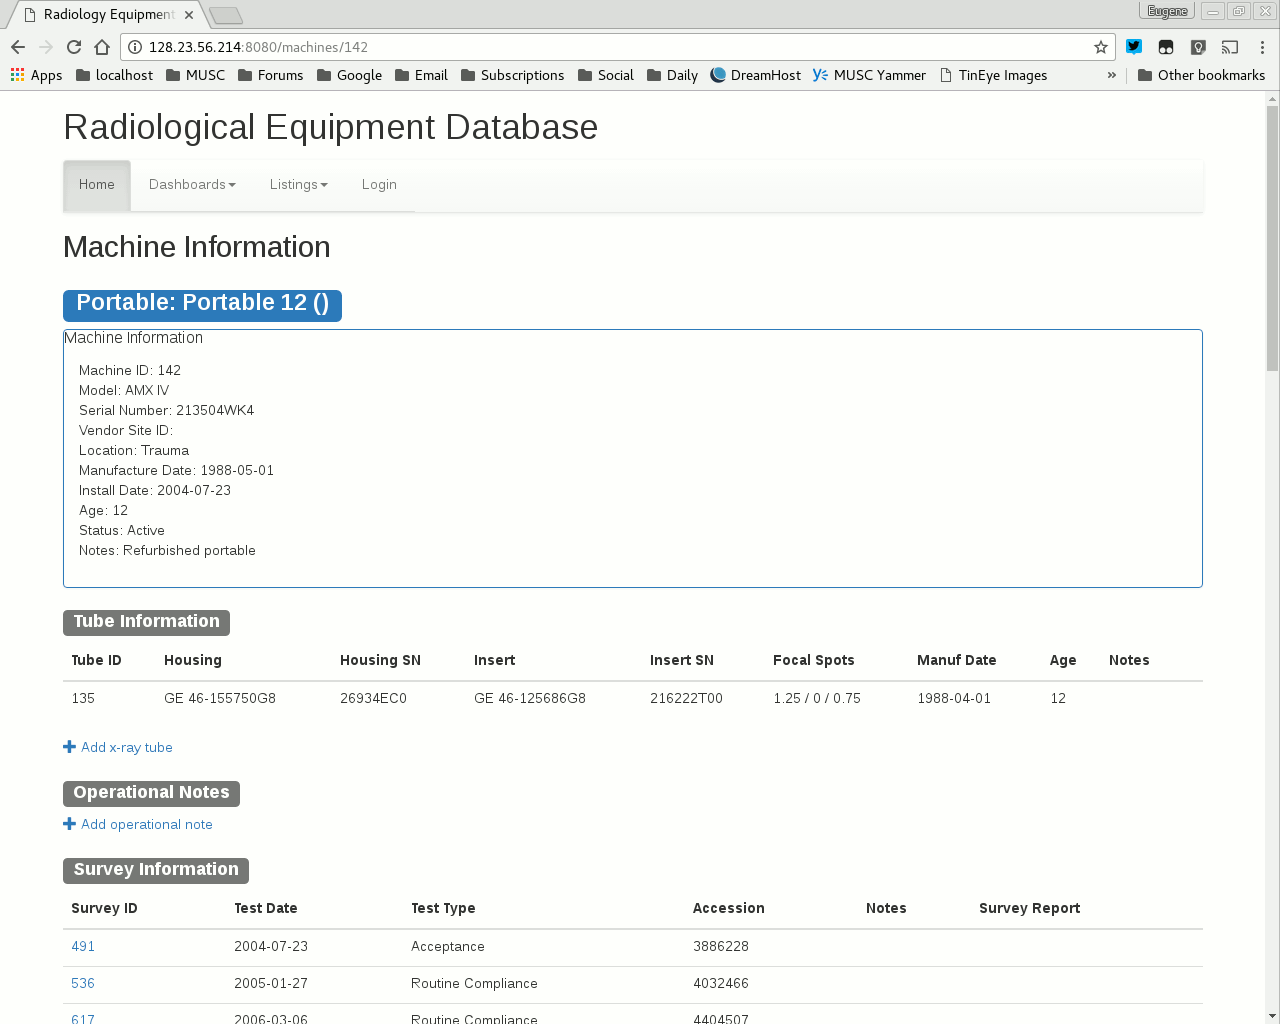 Radiology Equipment
Eugene
128.23.56.214:8080/machines/142
Apps localhost MUSC Forums Google Email Subscriptions Social Daily DreamHost MUSC Yammer TinEye Images » Other bookmarks
Radiological Equipment Database
Home Dashboards Listings Login
Machine Information
Portable: Portable 12 ()
Machine Information
Machine ID: 142
Model: AMX IV
Serial Number: 213504WK4
Vendor Site ID:
Location: Trauma
Manufacture Date: 1988-05-01
Install Date: 2004-07-23
Age: 12
Status: Active
Notes: Refurbished portable
Tube Information
Tube ID Housing Housing SN Insert Insert SN Focal Spots Manuf Date Age Notes
135 GE 46-155750G8 26934EC0 GE 46-125686G8 216222T00 1.25 / 0 / 0.75 1988-04-01 12
Add x-ray tube
Operational Notes
Add operational note
Survey Information
Survey ID Test Date Test Type Accession Notes Survey Report
491 2004-07-23 Acceptance 3886228
536 2005-01-27 Routine Compliance 4032466
617 2006-03-06 Routine Compliance 4404507